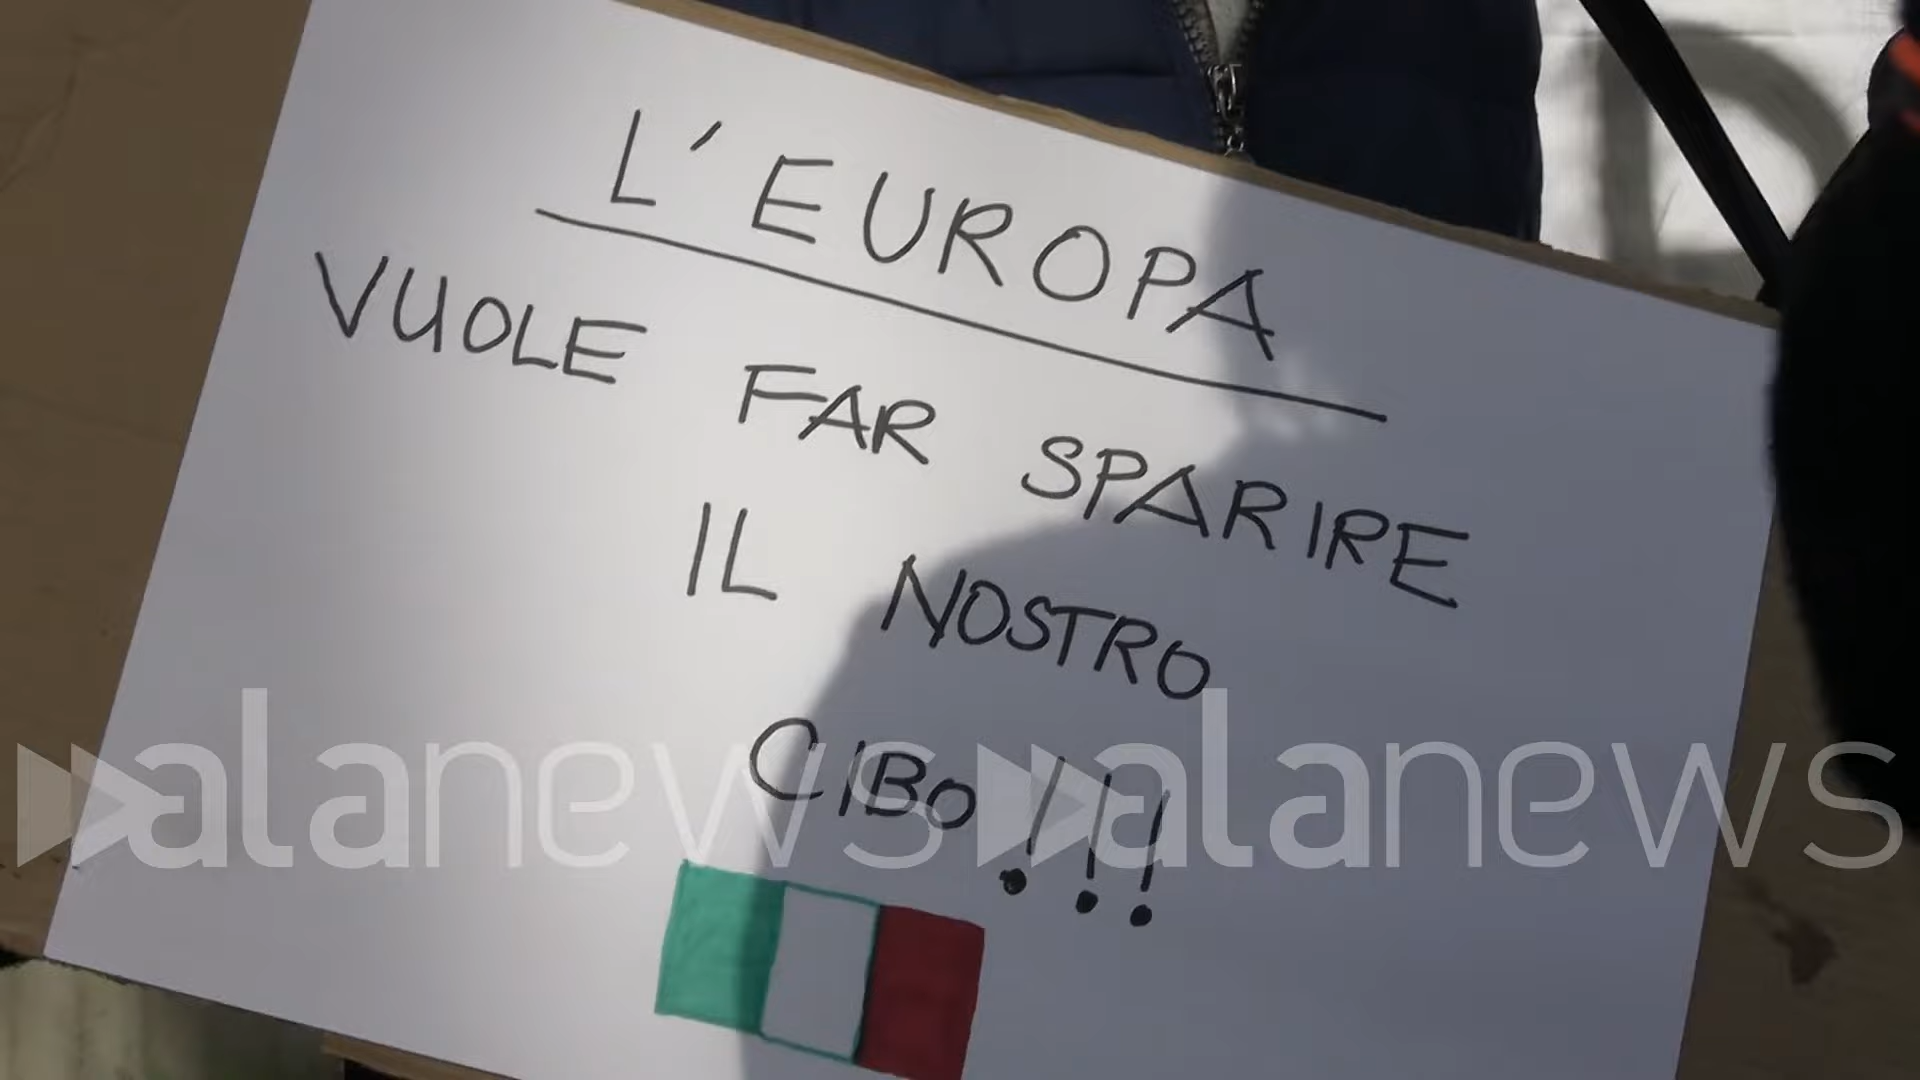 L'EUROPA
VUOLE FAR SPARIRE
IL NOSTRO
CIBO!!!
alanews alanews